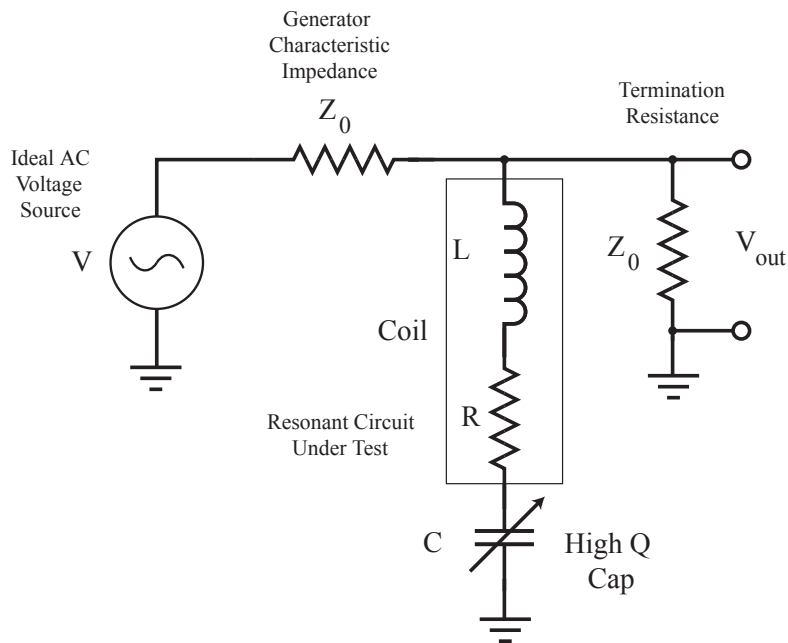 Generator
Characteristic
Impedance
Z0
Termination
Resistance
Ideal AC
Voltage
Source
V
L
Z0
Vout
Coil
R
Resonant Circuit
Under Test
C
High Q
Cap